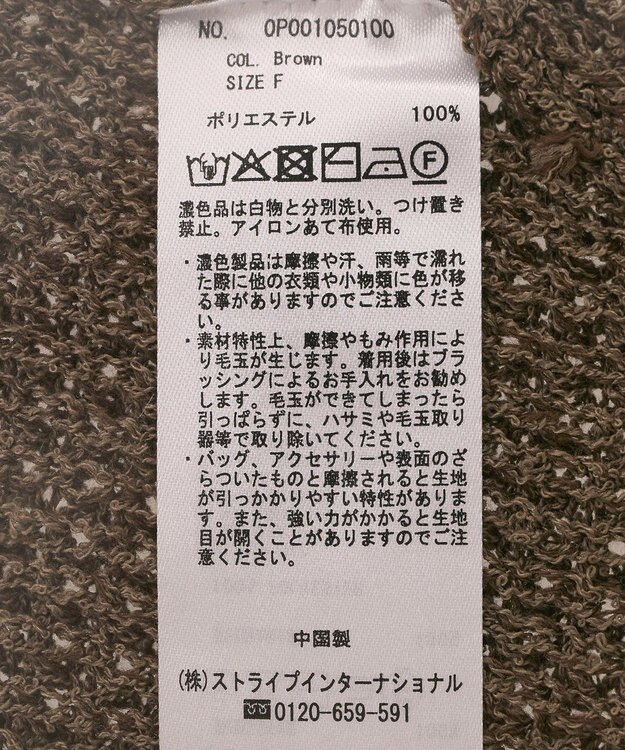 NO. OP001050100
COL. Brown
SIZE F
ポリエステル 100%
F
濃色品は白物と分別洗い。つけ置き
禁止。アイロンあて布使用。
・濃色製品は摩擦や汗、雨等で濡れ
た際に他の衣類や小物類に色が移
る事がありますのでご注意くださ
い。
・素材特性上、摩擦やもみ作用によ
り毛玉が生じます。着用後はブラ
ッシングによるお手入れをお勧め
します。毛玉ができてしまったら
引っぱらずに、ハサミや毛玉取り
器等で取り除いてください。
・バッグ、アクセサリーや表面のざ
らついたものと摩擦されると生地
が引っかかりやすい特性がありま
す。また、強い力がかかると生地
目が開くことがありますのでご注
意ください。
中国製
(株)ストライプインターナショナル
0120-659-591